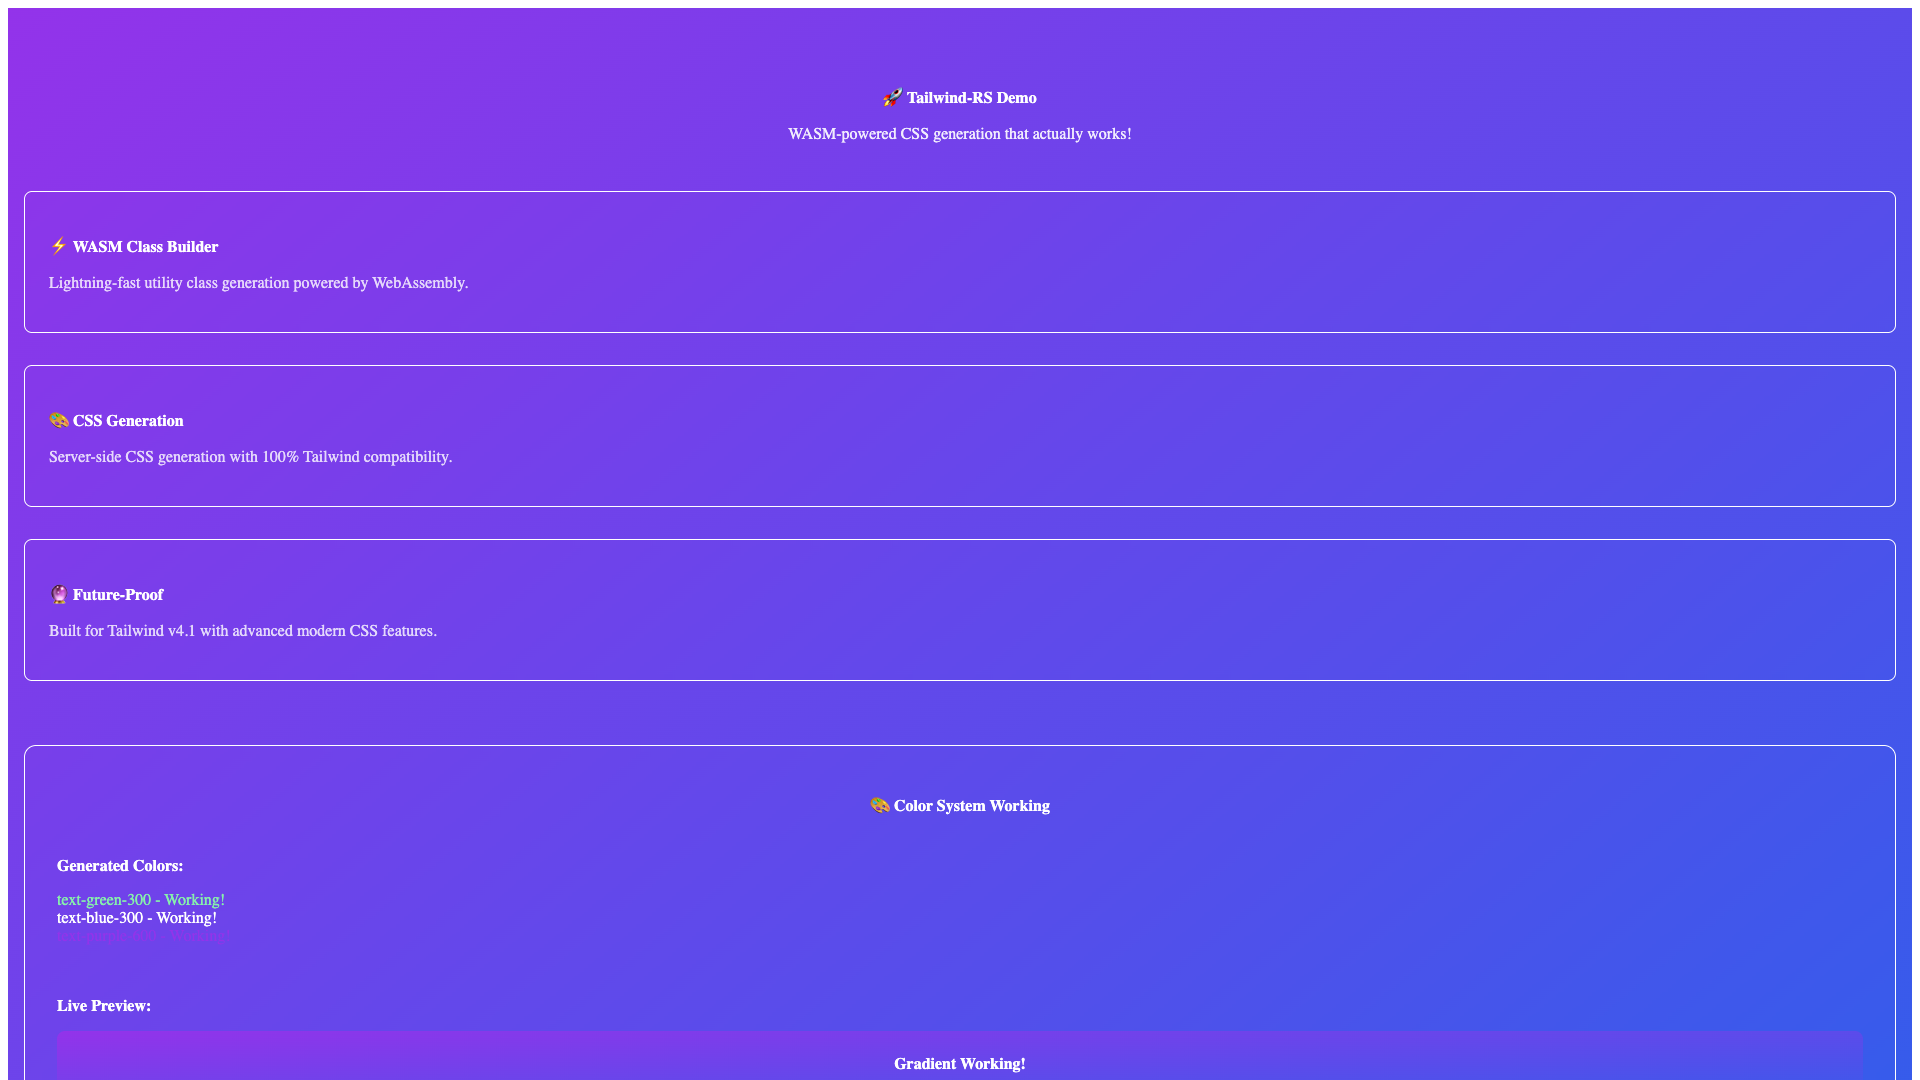 🚀 Tailwind-RS Demo
WASM-powered CSS generation that actually works!
⚡ WASM Class Builder
Lightning-fast utility class generation powered by WebAssembly.
🎨 CSS Generation
Server-side CSS generation with 100% Tailwind compatibility.
🔮 Future-Proof
Built for Tailwind v4.1 with advanced modern CSS features.
🎨 Color System Working
Generated Colors:
text-green-300 - Working!
text-blue-300 - Working!
Live Preview:
Gradient Working!